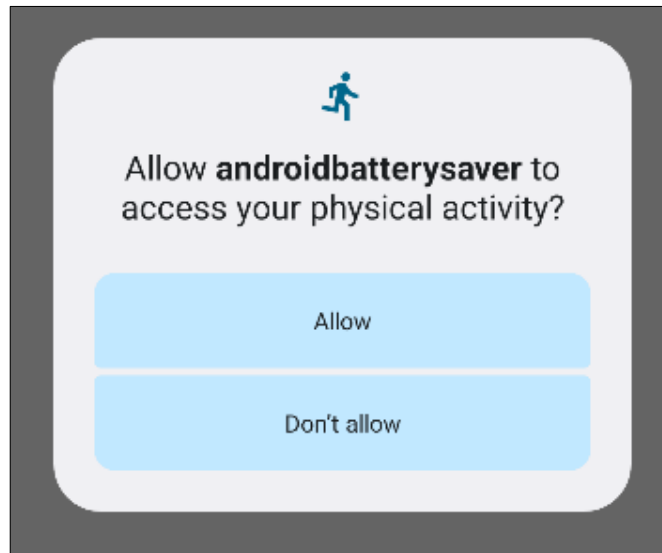 Allow androidbatterysaver to
access your physical activity?
Allow
Don't allow